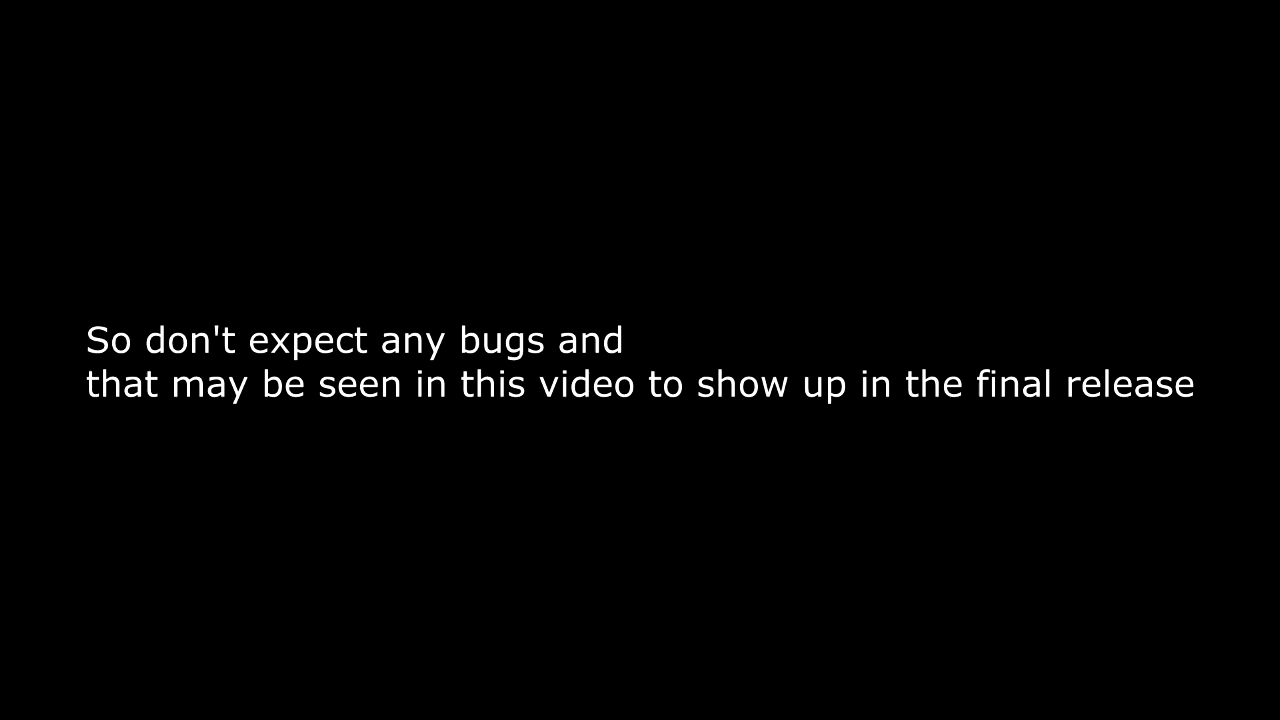 So don't expect any bugs and
that may be seen in this video to show up in the final release